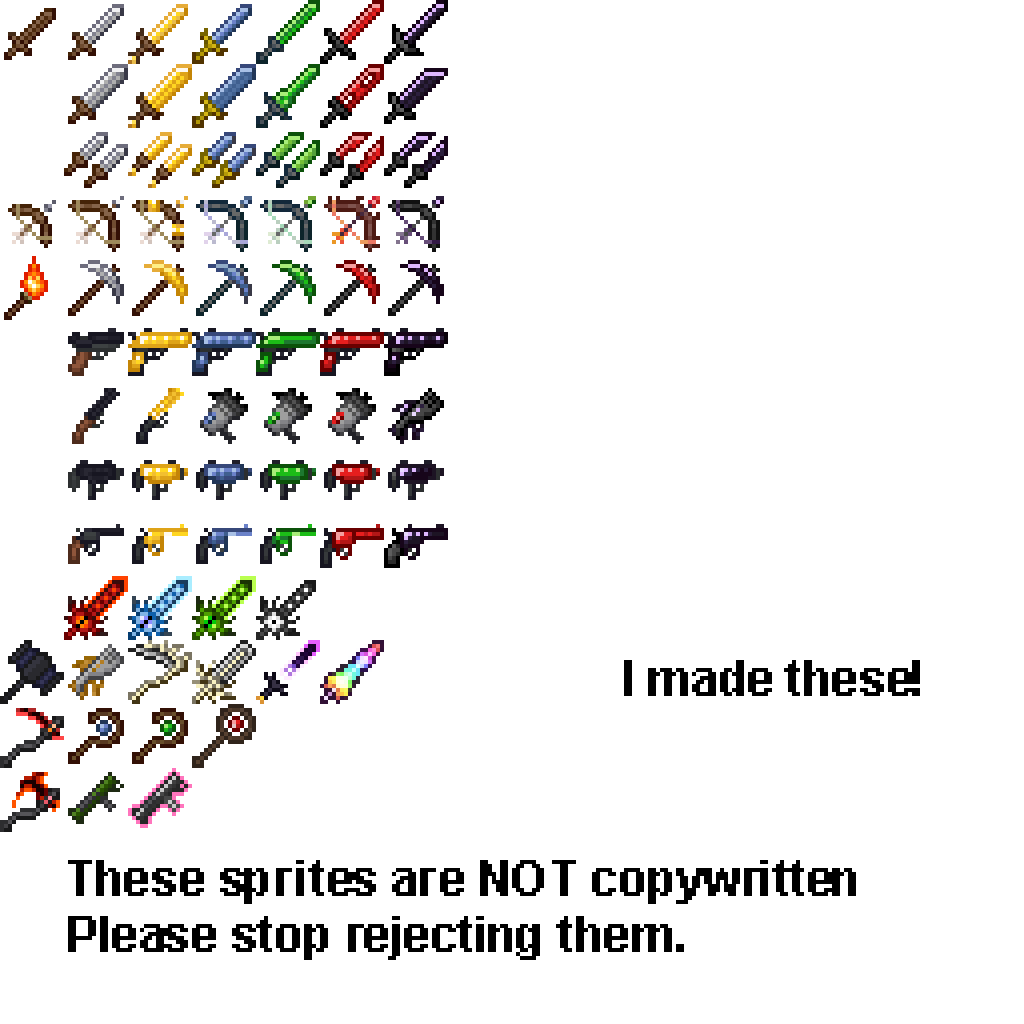 I made these!
These sprites are NOT copywritten
Please stop rejecting them.